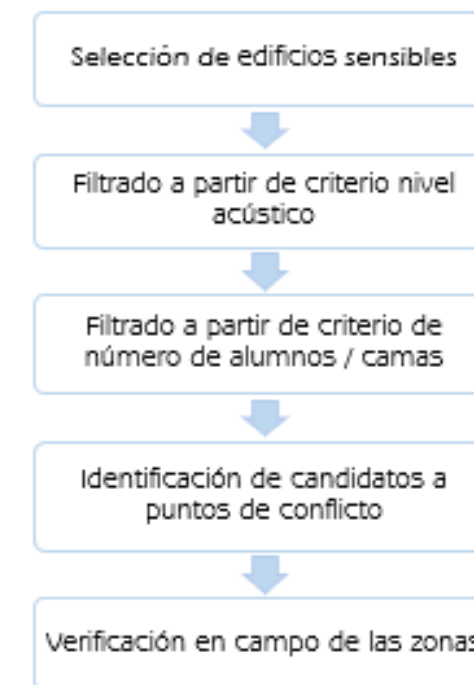 Selección de edificios sensibles
Filtrado a partir de criterio nivel
acústico
Filtrado a partir de criterio de
número de alumnos / camas
Identificación de candidatos a
puntos de conflicto
Verificación en campo de las zonas